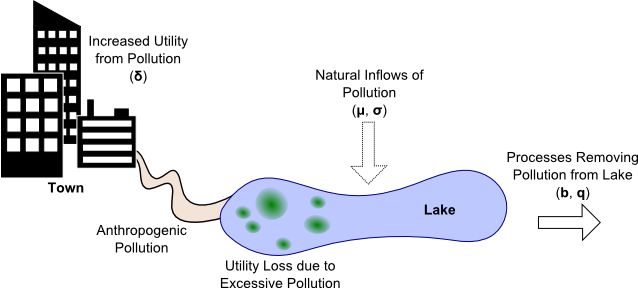 Increased Utility
from Pollution
(δ)
Natural Inflows of
Pollution
(μ, σ)
Processes Removing
Pollution from Lake
(b, q)
Town
Lake
Anthropogenic
Pollution
Utility Loss due to
Excessive Pollution